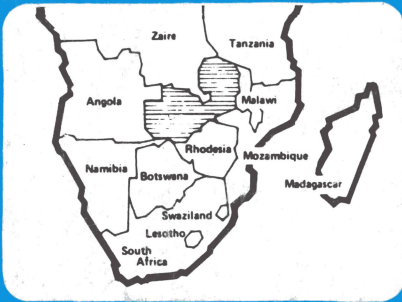 Zaire
Tanzania
Angola
Malawi
Rhodesia
Mozambique
Namibia
Botswana
Madagascar
Swaziland
Lesotho
South
Africa